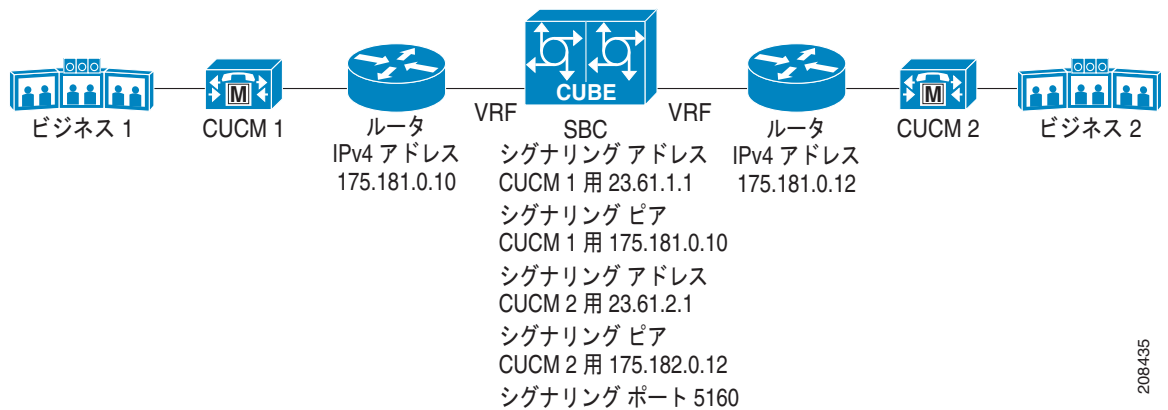 CUBE
M
M
VRF
VRF
ビジネス 1
CUCM 1
ルータ
IPv4 アドレス
175.181.0.10
SBC
シグナリング アドレス
CUCM 1 用 23.61.1.1
シグナリング ピア
CUCM 1 用 175.181.0.10
シグナリング アドレス
CUCM 2 用 23.61.2.1
シグナリング ピア
CUCM 2 用 175.182.0.12
シグナリング ポート 5160
ルータ
IPv4 アドレス
175.181.0.12
CUCM 2
ビジネス 2
208435